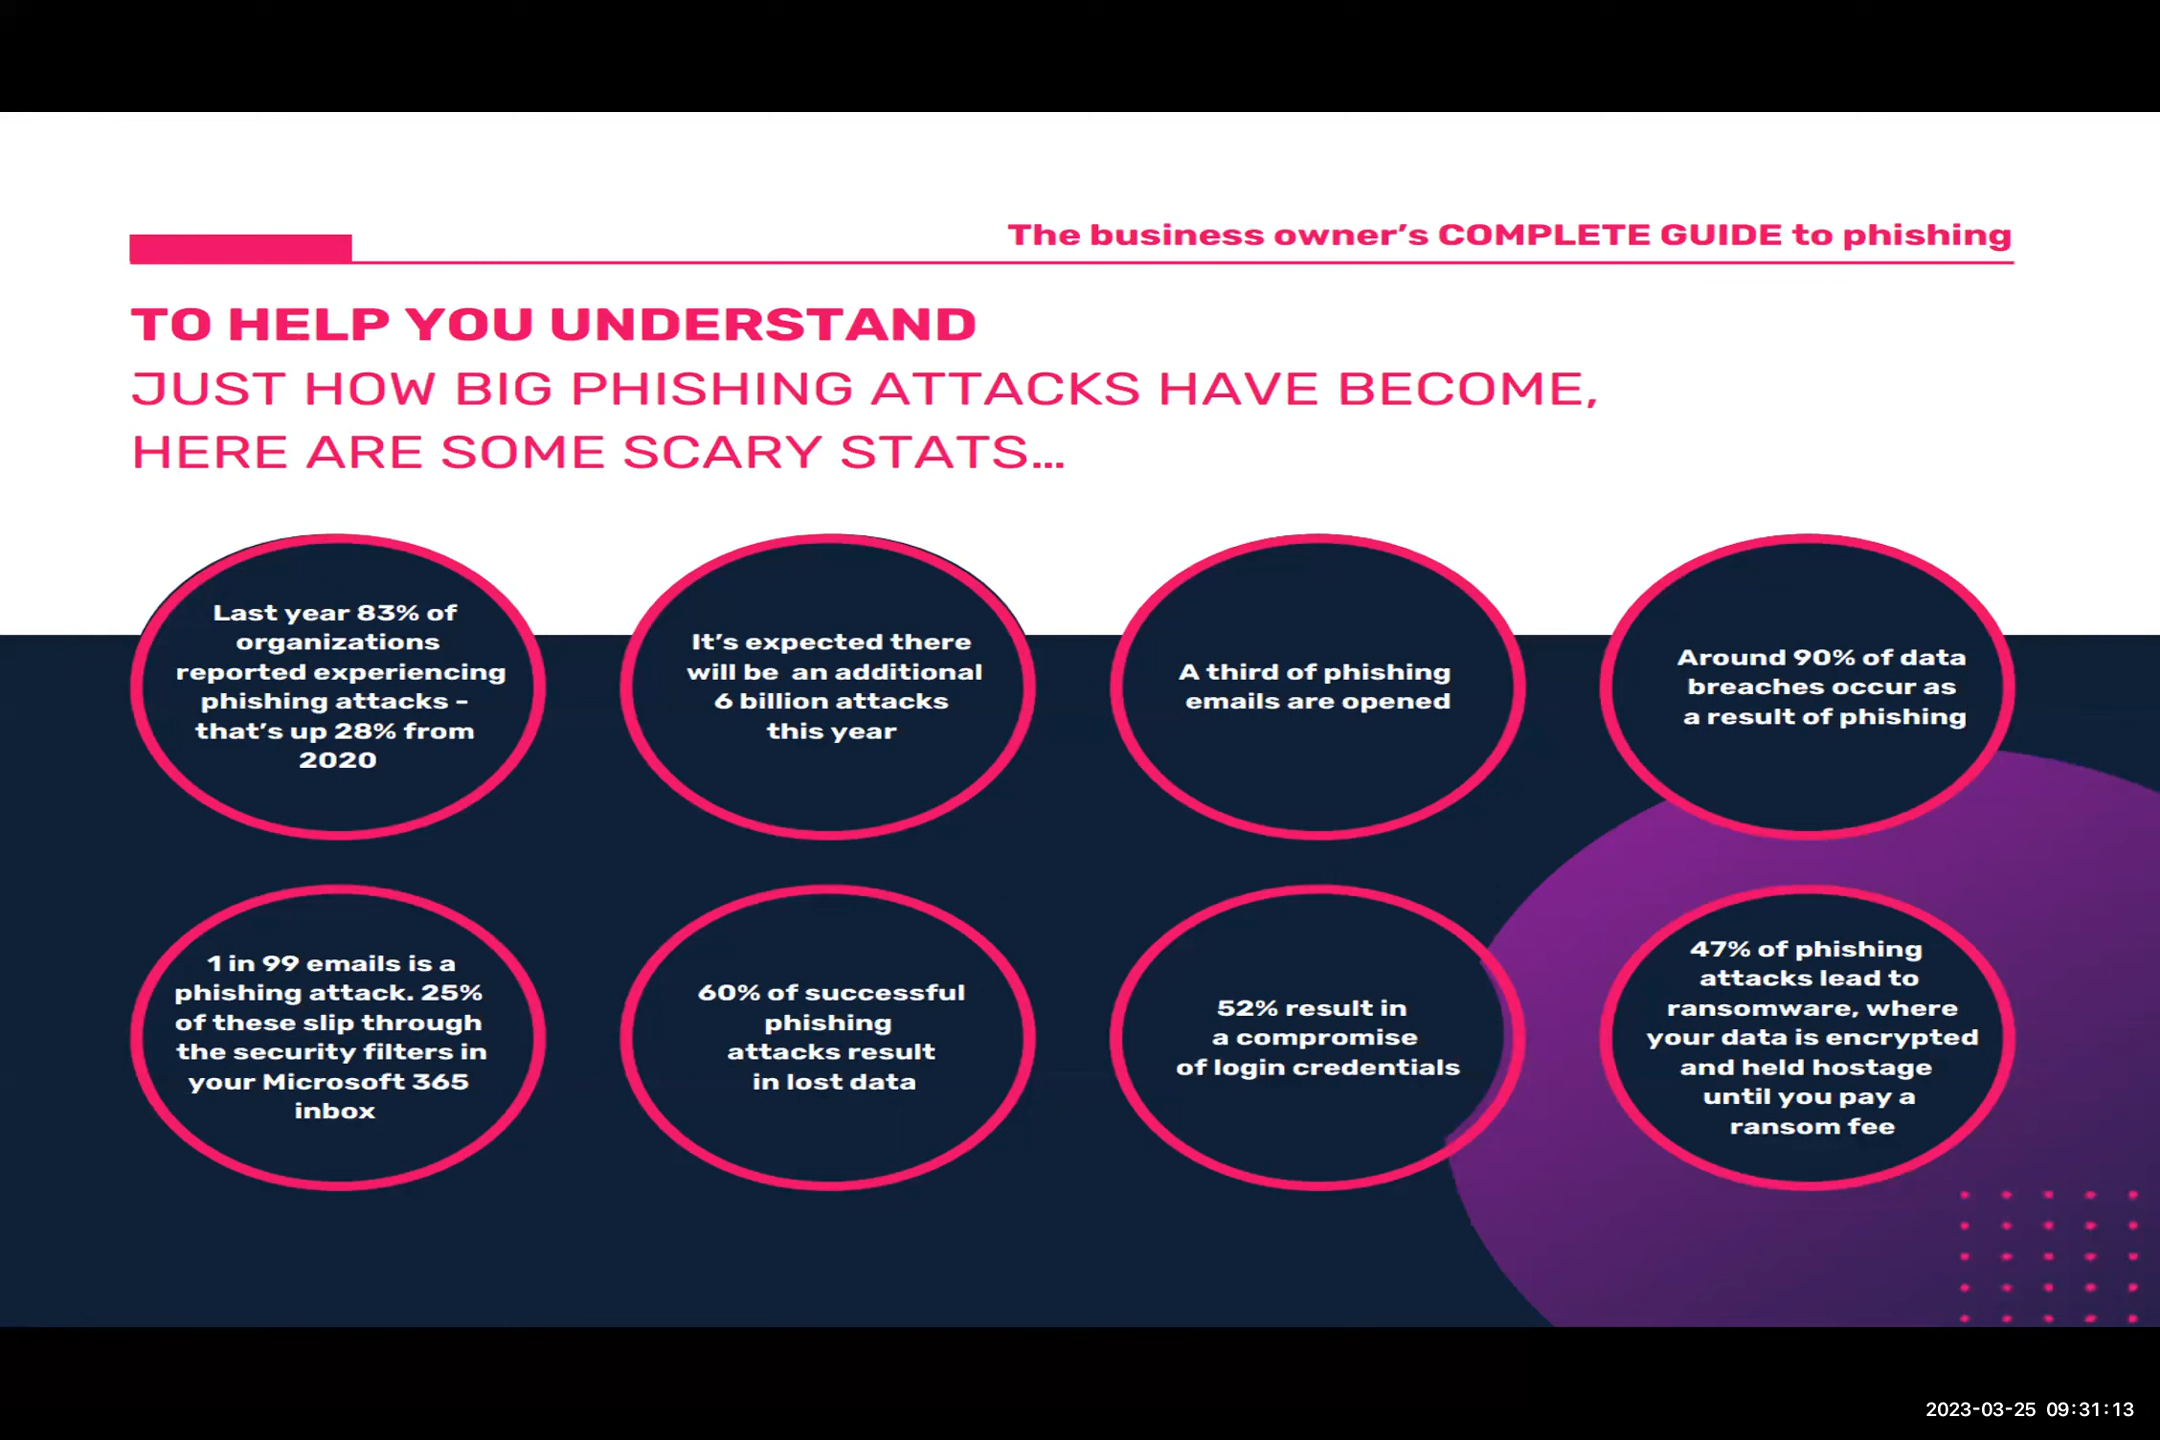 The business owner's COMPLETE GUIDE to phishing
TO HELP YOU UNDERSTAND
JUST HOW BIG PHISHING ATTACKS HAVE BECOME,
HERE ARE SOME SCARY STATS...
Last year 83% of
organizations
reported experiencing
phishing attacks -
that's up 28% from
2020
It's expected there
will be an additional
6 billion attacks
this year
A third of phishing
emails are opened
Around 90% of data
breaches occur as
a result of phishing
1 in 99 emails is a
phishing attack. 25%
of these slip through
the security filters in
your Microsoft 365
inbox
60% of successful
phishing
attacks result
in lost data
52% result in
a compromise
of login credentials
47% of phishing
attacks lead to
ransomware, where
your data is encrypted
and held hostage
until you pay a
ransom fee
2023-03-25 09:31:13